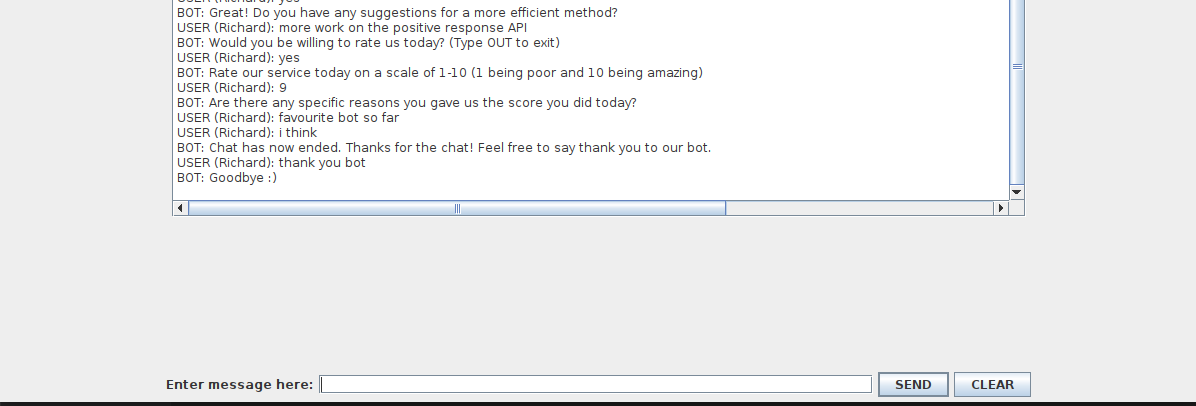 USER (Richard): yes
BOT: Great! Do you have any suggestions for a more efficient method?
USER (Richard): more work on the positive response API
BOT: Would you be willing to rate us today? (Type OUT to exit)
USER (Richard): yes
BOT: Rate our service today on a scale of 1-10 (1 being poor and 10 being amazing)
USER (Richard): 9
BOT: Are there any specific reasons you gave us the score you did today?
USER (Richard): favourite bot so far
USER (Richard): i think
BOT: Chat has now ended. Thanks for the chat! Feel free to say thank you to our bot.
USER (Richard): thank you bot
BOT: Goodbye :)
Enter message here: SEND CLEAR